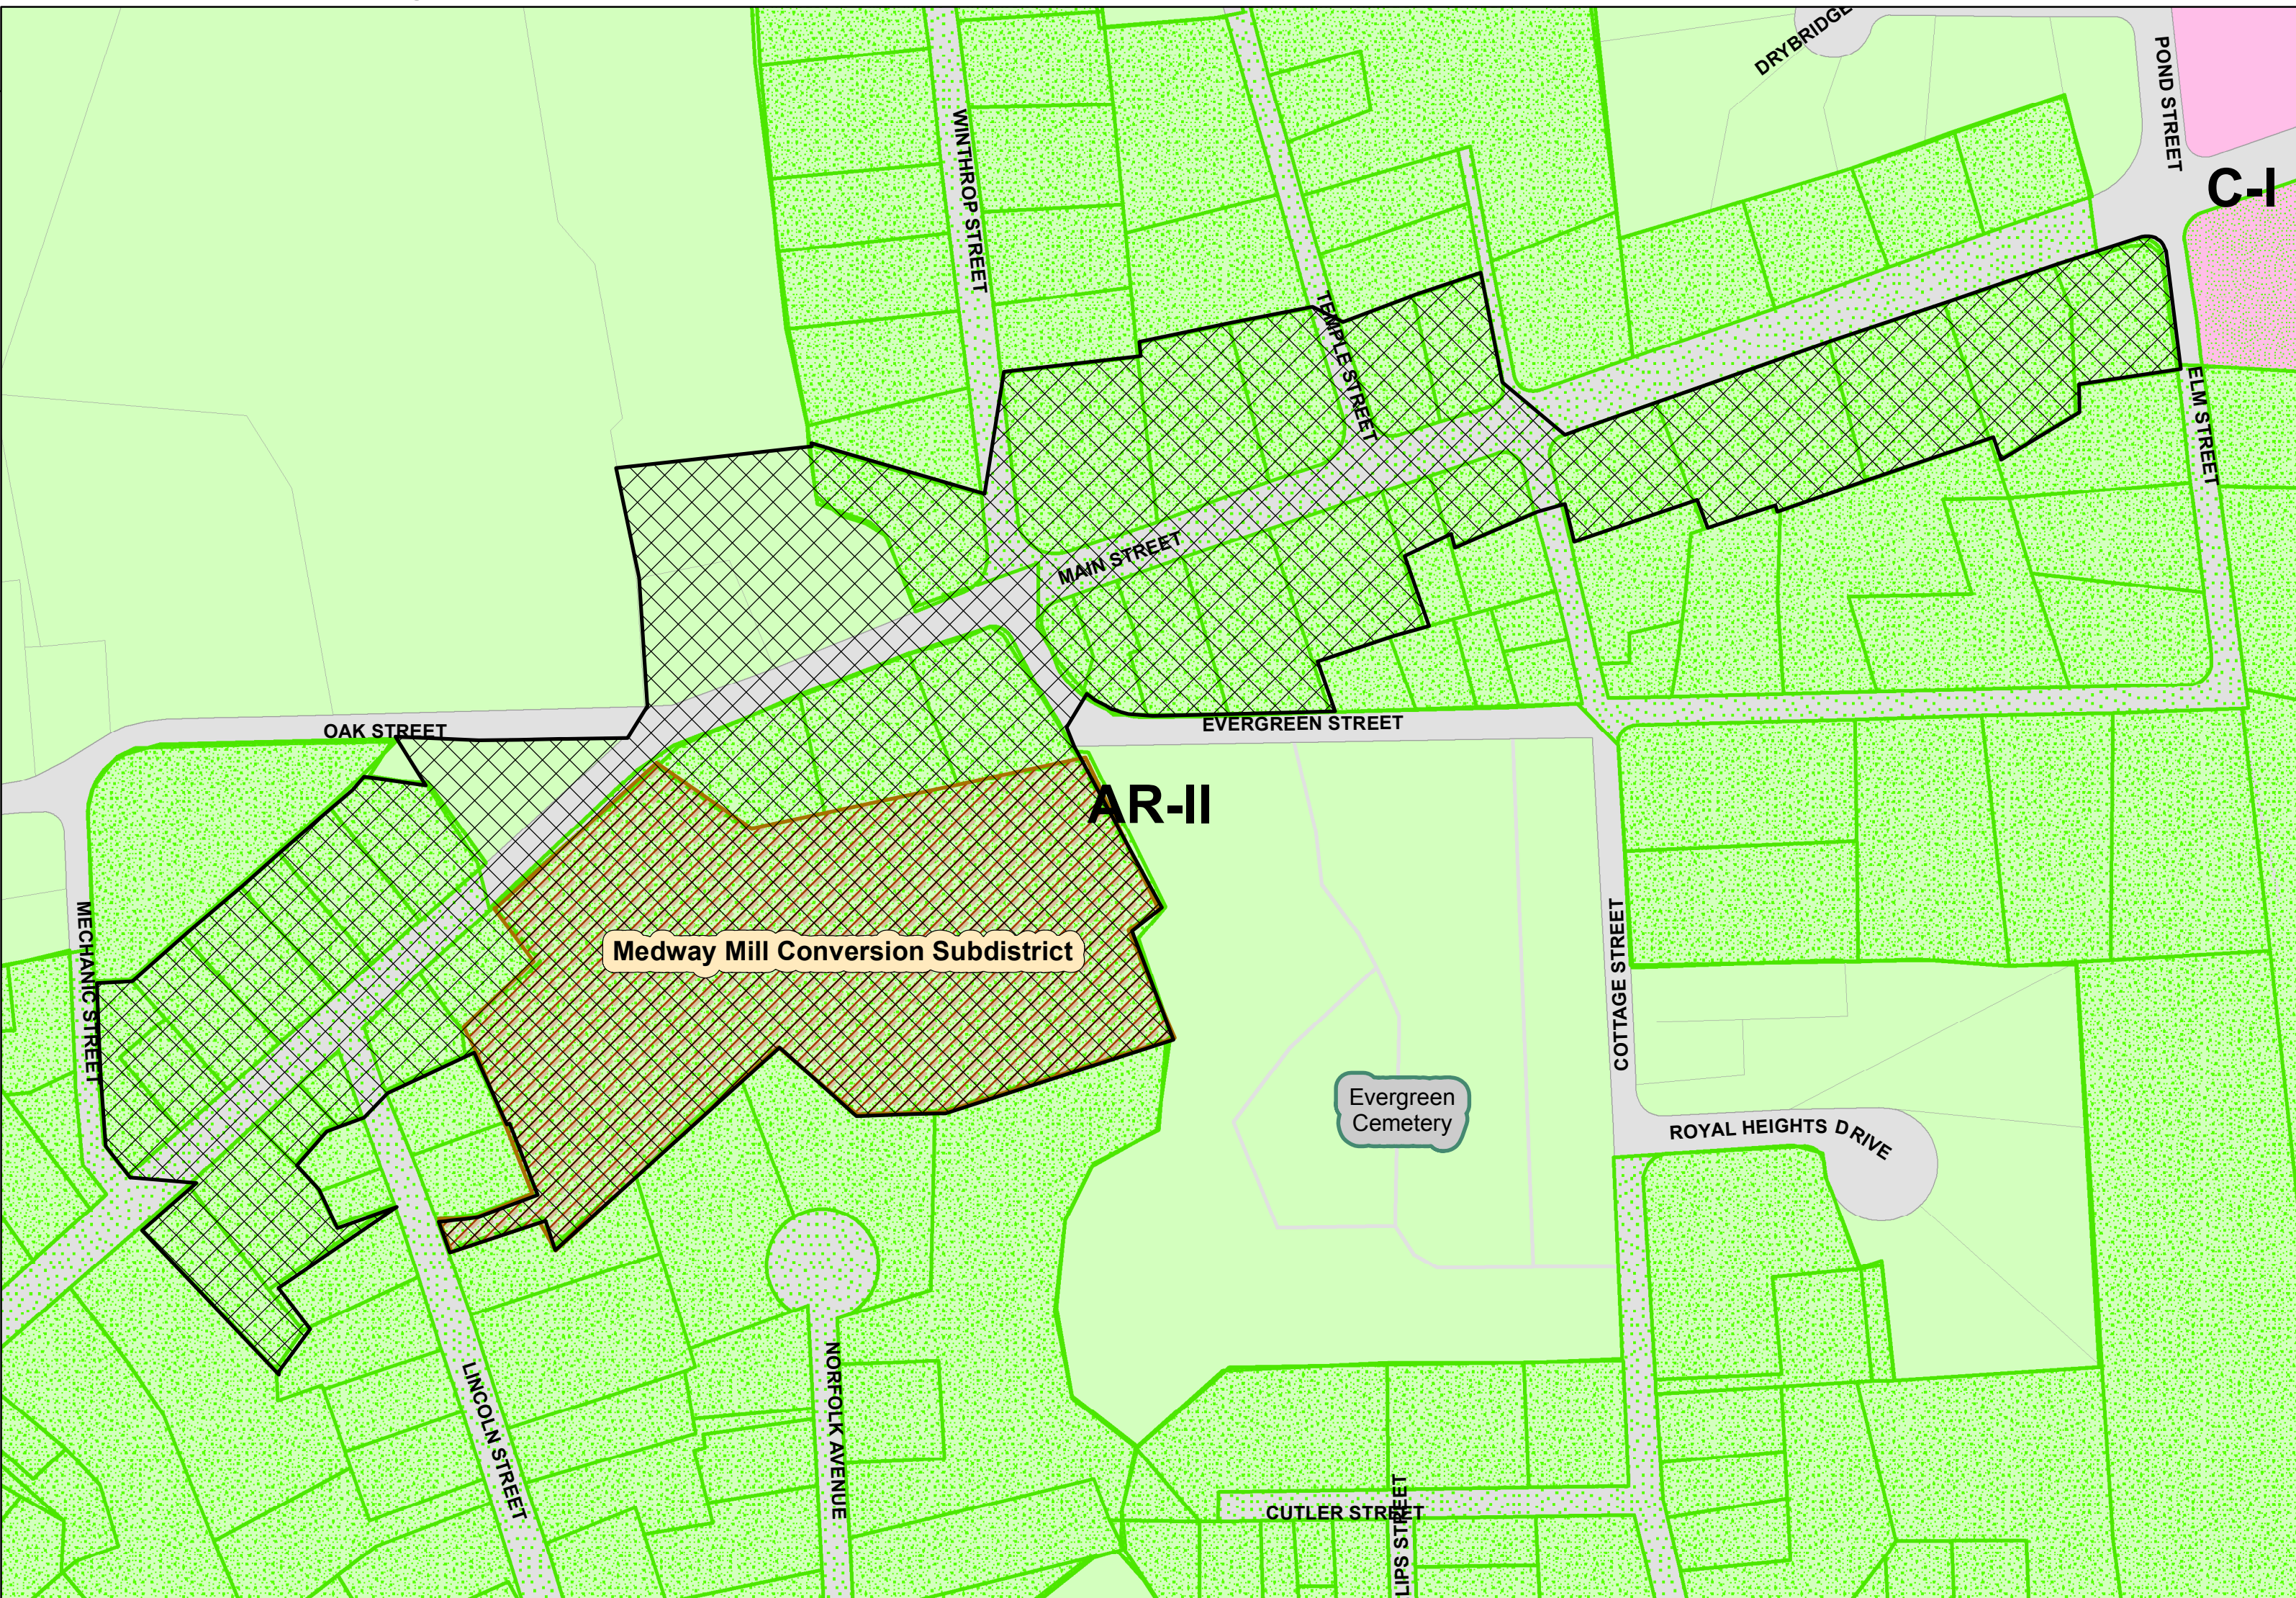 DRYBRIDGE
POND STREET
C-I
WINTHROP STREET
TEMPLE STREET
ELM STREET
MAIN STREET
OAK STREET
EVERGREEN STREET
AR-II
MECHANIC STREET
Medway Mill Conversion Subdistrict
COTTAGE STREET
Evergreen
Cemetery
ROYAL HEIGHTS DRIVE
LINCOLN STREET
NORFOLK AVENUE
CUTLER STREET
LIPS STREET